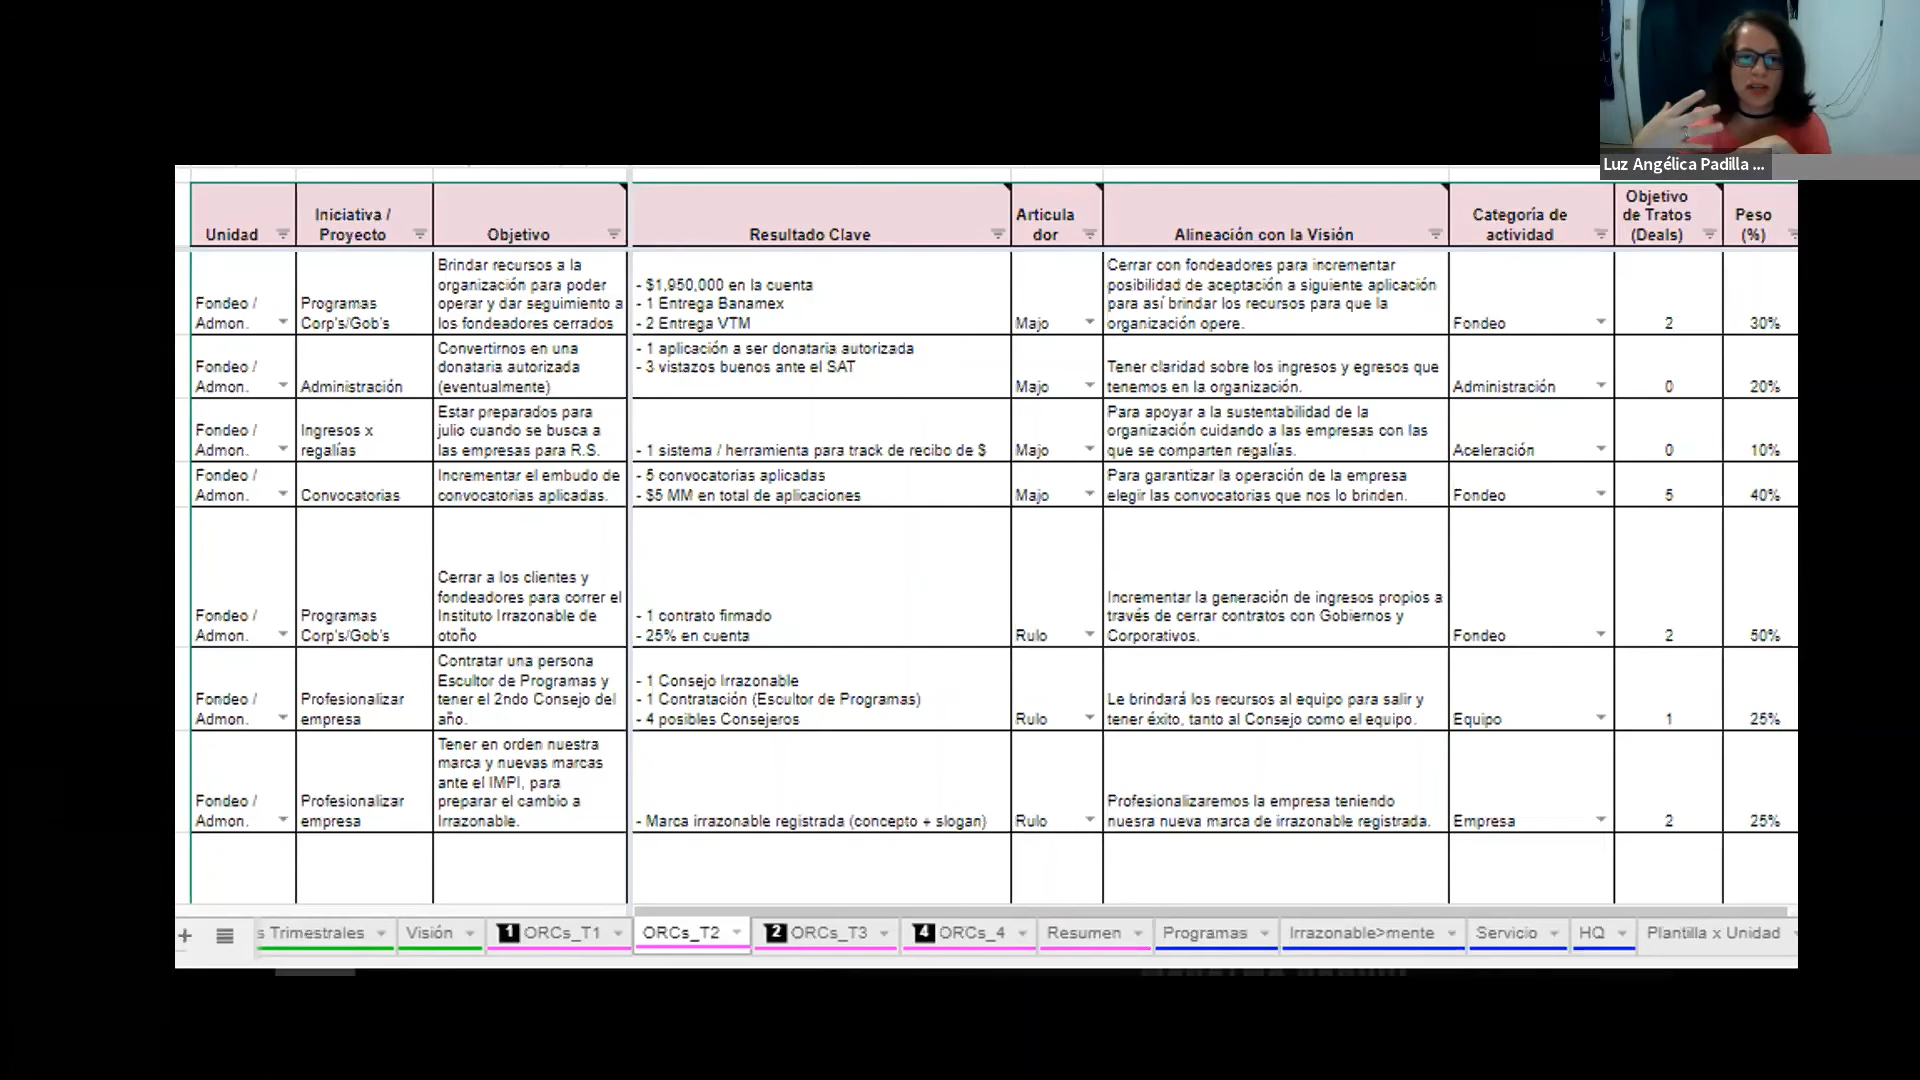 Luz Angélica Padilla ...
Unidad
Iniciativa /
Proyecto
Objetivo
Resultado Clave
Articula
dor
Alineación con la Visión
Categoría de
actividad
Objetivo
de Tratos
(Deals)
Peso
(%)
Fondeo /
Admon.
Programas
Corp's/Gob's
Brindar recursos a la
organización para poder
operar y dar seguimiento a
los fondeadores cerrados
- $1,950,000 en la cuenta
- 1 Entrega Banamex
- 2 Entrega VTM
Majo
Cerrar con fondeadores para incrementar
posibilidad de aceptación a siguiente aplicación
para así brindar los recursos para que la
organización opere.
Fondeo
2
30%
Fondeo /
Admon.
Administración
Convertirnos en una
donataria autorizada
(eventualmente)
- 1 aplicación a ser donataria autorizada
- 3 vistazos buenos ante el SAT
Majo
Tener claridad sobre los ingresos y egresos que
tenemos en la organización.
Administración
0
20%
Fondeo /
Admon.
Ingresos x
regalías
Estar preparados para
julio cuando se busca a
las empresas para R.S.
- 1 sistema / herramienta para track de recibo de $
Majo
Para apoyar a la sustentabilidad de la
organización cuidando a las empresas con las
que se comparten regalías.
Aceleración
0
10%
Fondeo /
Admon.
Convocatorias
Incrementar el embudo de
convocatorias aplicadas.
- 5 convocatorias aplicadas
- $5 MM en total de aplicaciones
Majo
Para garantizar la operación de la empresa
elegir las convocatorias que nos lo brinden.
Fondeo
5
40%
Fondeo /
Admon.
Programas
Corp's/Gob's
Cerrar a los clientes y
fondeadores para correr el
Instituto Irrazonable de
otoño
- 1 contrato firmado
- 25% en cuenta
Rulo
Incrementar la generación de ingresos propios a
través de cerrar contratos con Gobiernos y
Corporativos.
Fondeo
2
50%
Fondeo /
Admon.
Profesionalizar
empresa
Contratar una persona
Escultor de Programas y
tener el 2ndo Consejo del
año.
- 1 Consejo Irrazonable
- 1 Contratación (Escultor de Programas)
- 4 posibles Consejeros
Rulo
Le brindará los recursos al equipo para salir y
tener éxito, tanto al Consejo como el equipo.
Equipo
1
25%
Fondeo /
Admon.
Profesionalizar
empresa
Tener en orden nuestra
marca y nuevas marcas
ante el IMPI, para
preparar el cambio a
Irrazonable.
- Marca irrazonable registrada (concepto + slogan)
Rulo
Profesionalizaremos la empresa teniendo
nuesra nueva marca de irrazonable registrada.
Empresa
2
25%
+ s Trimestrales Visión 1 ORCs_T1 ORCs_T2 2 ORCs_T3 4 ORCs_4 Resumen Programas Irrazonable>mente Servicio HQ Plantilla x Unidad